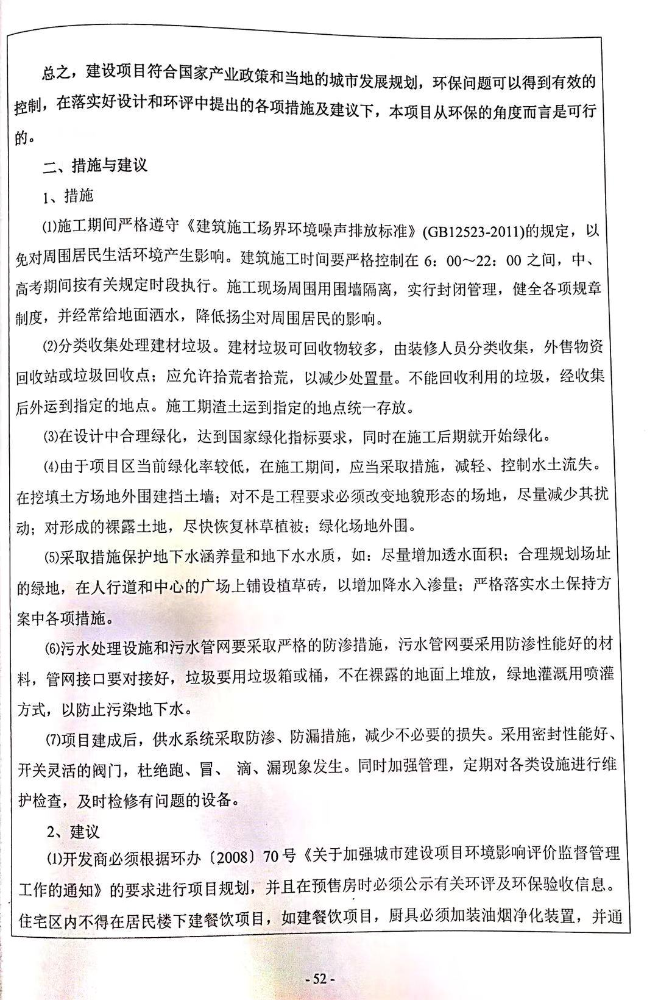 总之，建设项目符合国家产业政策和当地的城市发展规划，环保问题可以得到有效的
控制，在落实好设计和环评中提出的各项措施及建议下，本项目从环保的角度而言是可行
的。
二、措施与建议
1、措施
⑴施工期间严格遵守《建筑施工场界环境噪声排放标准》(GB12523-2011)的规定，以
免对周围居民生活环境产生影响。建筑施工时间要严格控制在 6：00～22：00 之间，中、
高考期间按有关规定时段执行。施工现场周围用围墙隔离，实行封闭管理，健全各项规章
制度，并经常给地面洒水，降低扬尘对周围居民的影响。
⑵分类收集处理建材垃圾。建材垃圾可回收物较多，由装修人员分类收集，外售物资
回收站或垃圾回收点；应允许拾荒者拾荒，以减少处置量。不能回收利用的垃圾，经收集
后外运到指定的地点。施工期渣土运到指定的地点统一存放。
⑶在设计中合理绿化，达到国家绿化指标要求，同时在施工后期就开始绿化。
⑷由于项目区当前绿化率较低，在施工期间，应当采取措施，减轻、控制水土流失。
在挖填土方场地外围建挡土墙；对不是工程要求必须改变地貌形态的场地，尽量减少其扰
动；对形成的裸露土地，尽快恢复林草植被；绿化场地外围。
⑸采取措施保护地下水涵养量和地下水水质，如：尽量增加透水面积；合理规划场址
的绿地，在人行道和中心的广场上铺设植草砖，以增加降水入渗量；严格落实水土保持方
案中各项措施。
⑹污水处理设施和污水管网要采取严格的防渗措施，污水管网要采用防渗性能好的材
料，管网接口要对接好，垃圾要用垃圾箱或桶，不在裸露的地面上堆放，绿地灌溉用喷灌
方式，以防止污染地下水。
⑺项目建成后，供水系统采取防渗、防漏措施，减少不必要的损失。采用密封性能好、
开关灵活的阀门，杜绝跑、冒、 滴、漏现象发生。同时加强管理，定期对各类设施进行维
护检查，及时检修有问题的设备。
2、建议
⑴开发商必须根据环办〔2008〕70 号《关于加强城市建设项目环境影响评价监督管理
工作的通知》的要求进行项目规划，并且在预售房时必须公示有关环评及环保验收信息。
住宅区内不得在居民楼下建餐饮项目，如建餐饮项目，厨具必须加装油烟净化装置，并通
- 52 -